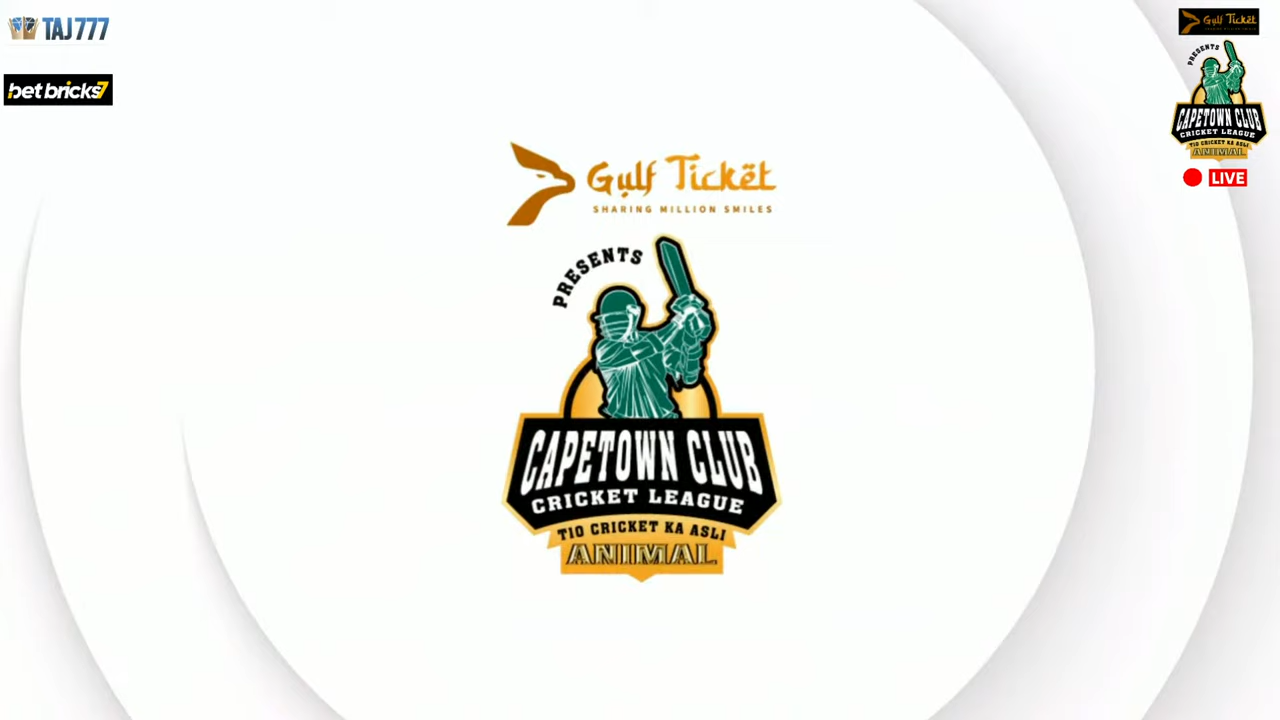 TAJ777
betbricks7
Gulf Ticket
PRESENTS
CAPETOWN CLUB
CRICKET LEAGUE
T10 CRICKET KA ASLI
ANIMAL
LIVE
Gulf Ticket
SHARING MILLION SMILES
PRESENTS
CAPETOWN CLUB
CRICKET LEAGUE
T10 CRICKET KA ASLI
ANIMAL